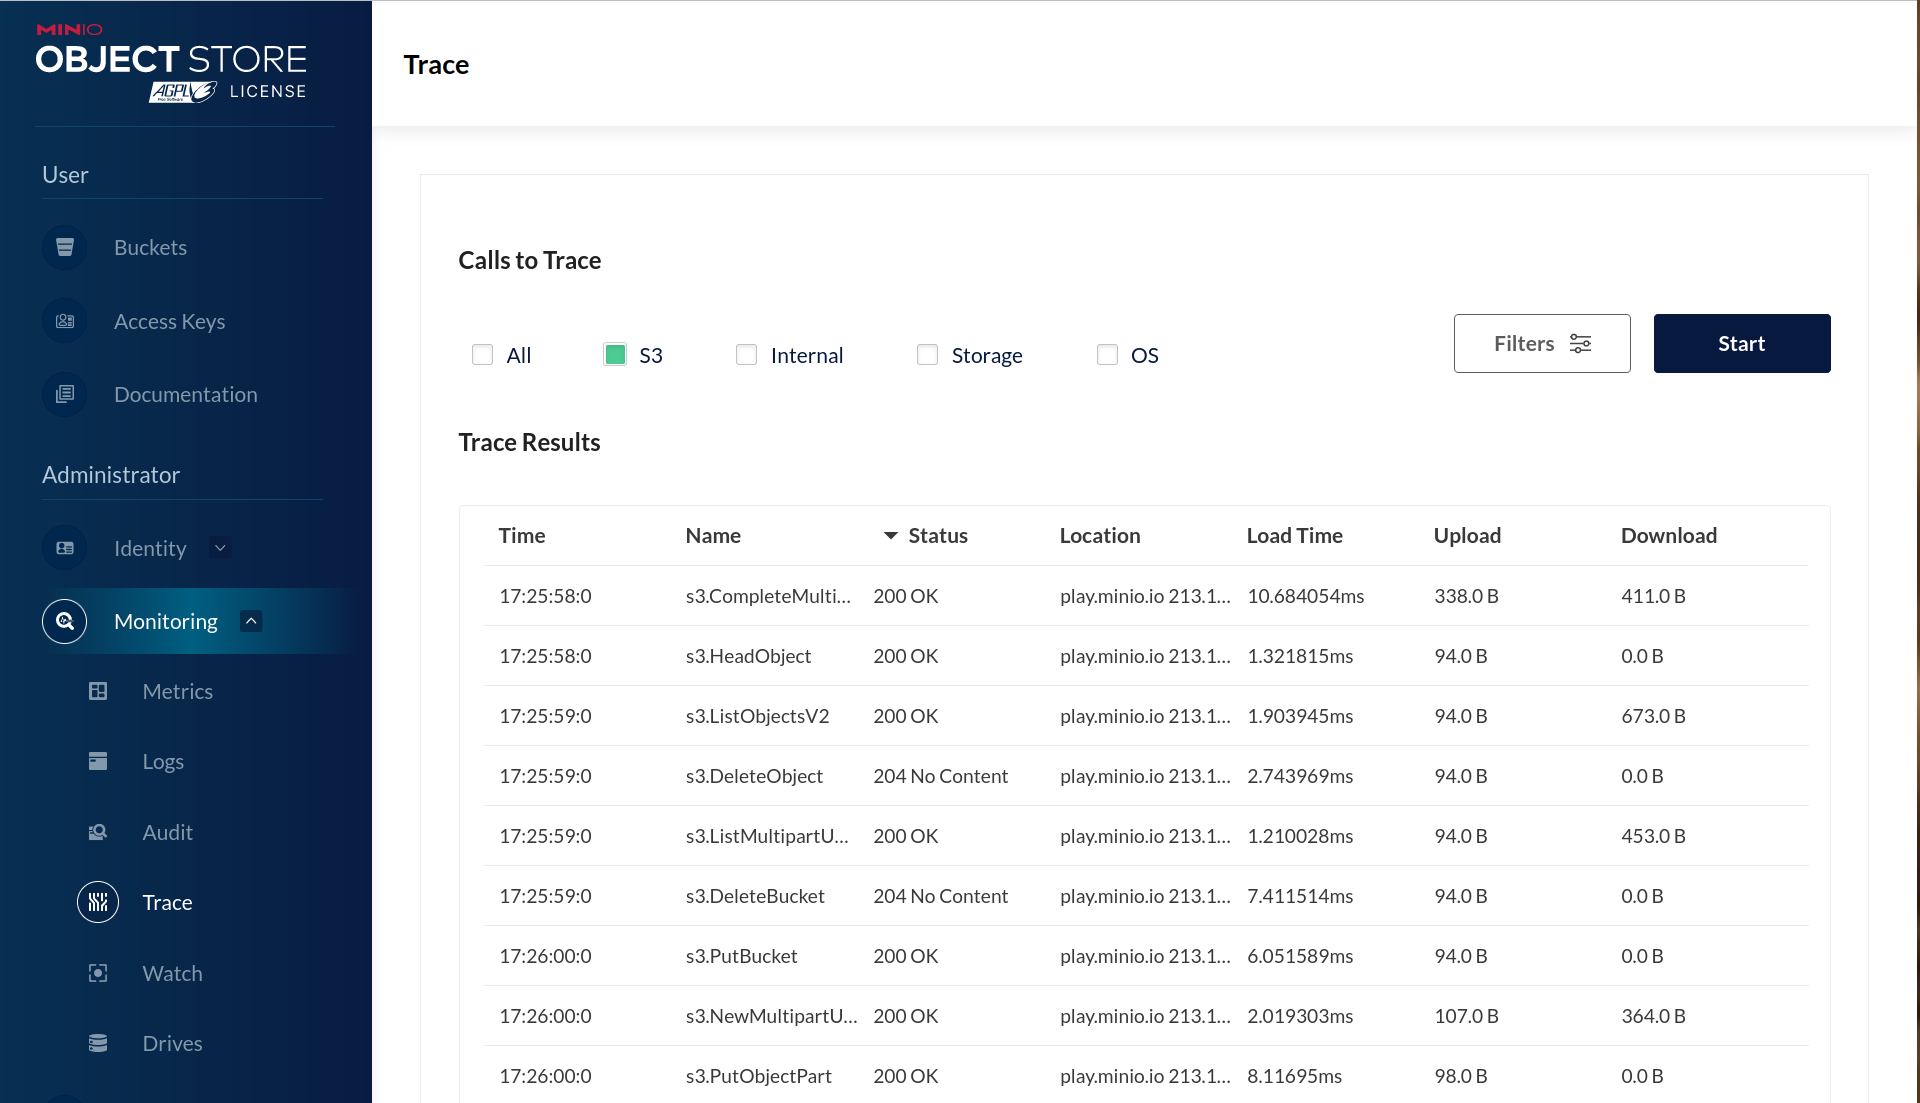 MINIO
OBJECT STORE
AGPLv3 LICENSE
Free Software
User
Buckets
Access Keys
Documentation
Administrator
Identity
Monitoring
Metrics
Logs
Audit
Trace
Watch
Drives
Trace
Calls to Trace
All S3 Internal Storage OS Filters Start
Trace Results
Time Name Status Location Load Time Upload Download
17:25:58:0 s3.CompleteMulti... 200 OK play.minio.io 213.1... 10.684054ms 338.0 B 411.0 B
17:25:58:0 s3.HeadObject 200 OK play.minio.io 213.1... 1.321815ms 94.0 B 0.0 B
17:25:59:0 s3.ListObjectsV2 200 OK play.minio.io 213.1... 1.903945ms 94.0 B 673.0 B
17:25:59:0 s3.DeleteObject 204 No Content play.minio.io 213.1... 2.743969ms 94.0 B 0.0 B
17:25:59:0 s3.ListMultipartU... 200 OK play.minio.io 213.1... 1.210028ms 94.0 B 453.0 B
17:25:59:0 s3.DeleteBucket 204 No Content play.minio.io 213.1... 7.411514ms 94.0 B 0.0 B
17:26:00:0 s3.PutBucket 200 OK play.minio.io 213.1... 6.051589ms 94.0 B 0.0 B
17:26:00:0 s3.NewMultipartU... 200 OK play.minio.io 213.1... 2.019303ms 107.0 B 364.0 B
17:26:00:0 s3.PutObjectPart 200 OK play.minio.io 213.1... 8.11695ms 98.0 B 0.0 B